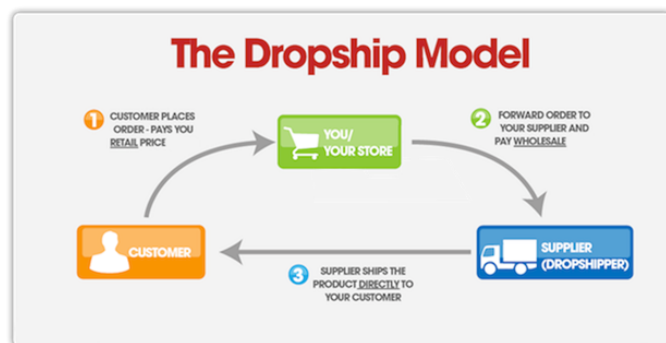 The Dropship Model
1
CUSTOMER PLACES
ORDER - PAYS YOU
RETAIL PRICE
YOU/
YOUR STORE
2
FORWARD ORDER TO
YOUR SUPPLIER AND
PAY WHOLESALE
CUSTOMER
SUPPLIER
(DROPSHIPPER)
3
SUPPLIER SHIPS THE
PRODUCT DIRECTLY TO
YOUR CUSTOMER